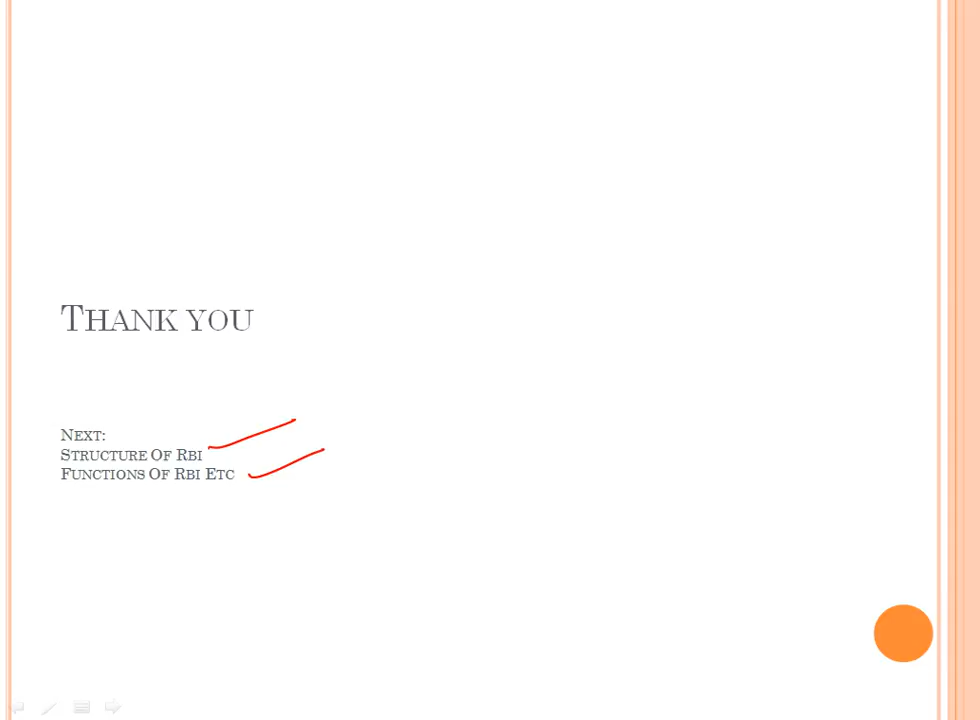 THANK YOU
NEXT:
STRUCTURE OF RBI
FUNCTIONS OF RBI ETC